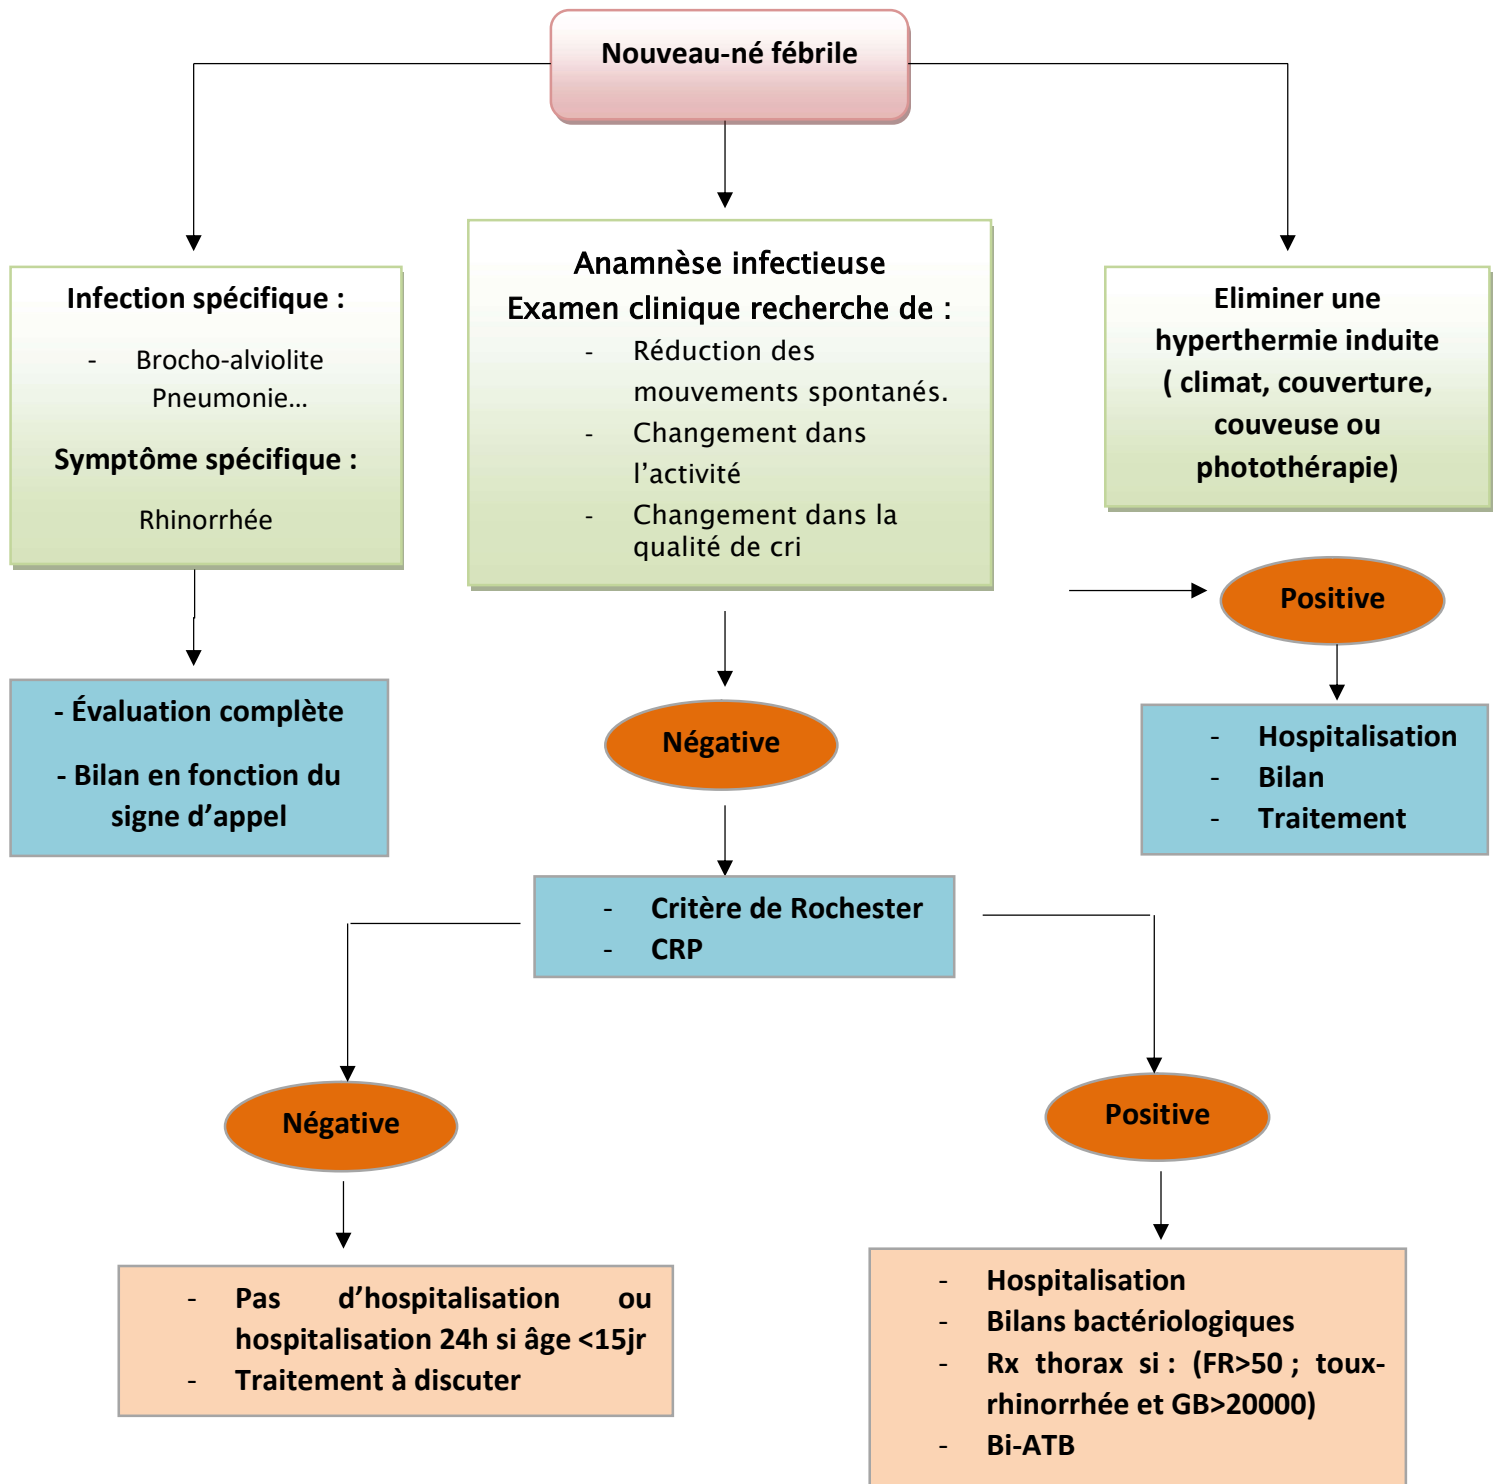 Nouveau-né fébrile
Infection spécifique :
- Brocho-alviolite
Pneumonie...
Symptôme spécifique :
Rhinorrhée
Anamnèse infectieuse
Examen clinique recherche de :
- Réduction des
mouvements spontanés.
- Changement dans
l’activité
- Changement dans la
qualité de cri
Eliminer une
hyperthermie induite
( climat, couverture,
couveuse ou
photothérapie)
Positive
- Évaluation complète
- Bilan en fonction du
signe d’appel
Négative
- Hospitalisation
- Bilan
- Traitement
- Critère de Rochester
- CRP
Négative
Positive
- Pas d’hospitalisation ou
hospitalisation 24h si âge <15jr
- Traitement à discuter
- Hospitalisation
- Bilans bactériologiques
- Rx thorax si : (FR>50 ; toux-
rhinorrhée et GB>20000)
- Bi-ATB